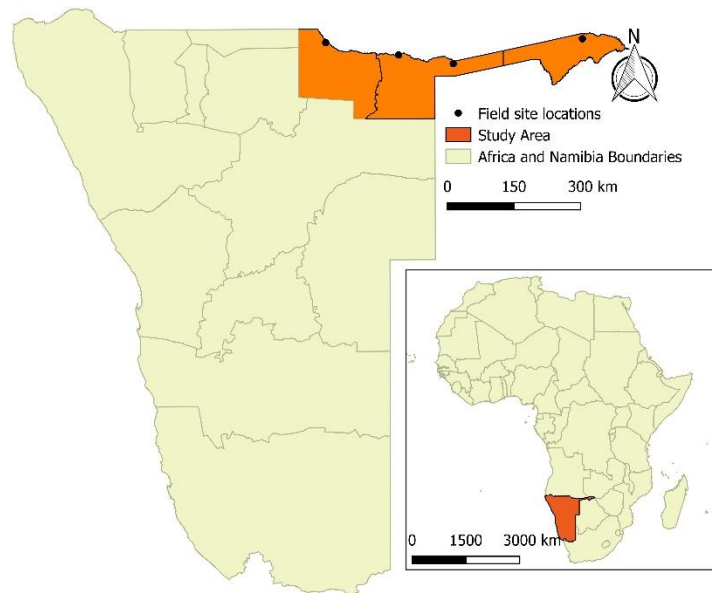 N
Field site locations
Study Area
Africa and Namibia Boundaries
0 150 300 km
0 1500 3000 km